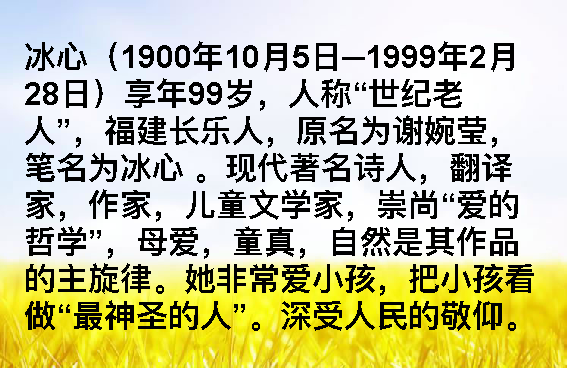 冰心（1900年10月5日─1999年2月
28日）享年99岁，人称“世纪老
人”，福建长乐人，原名为谢婉莹，
笔名为冰心 。现代著名诗人，翻译
家，作家，儿童文学家，崇尚“爱的
哲学”，母爱，童真，自然是其作品
的主旋律。她非常爱小孩，把小孩看
做“最神圣的人”。深受人民的敬仰。